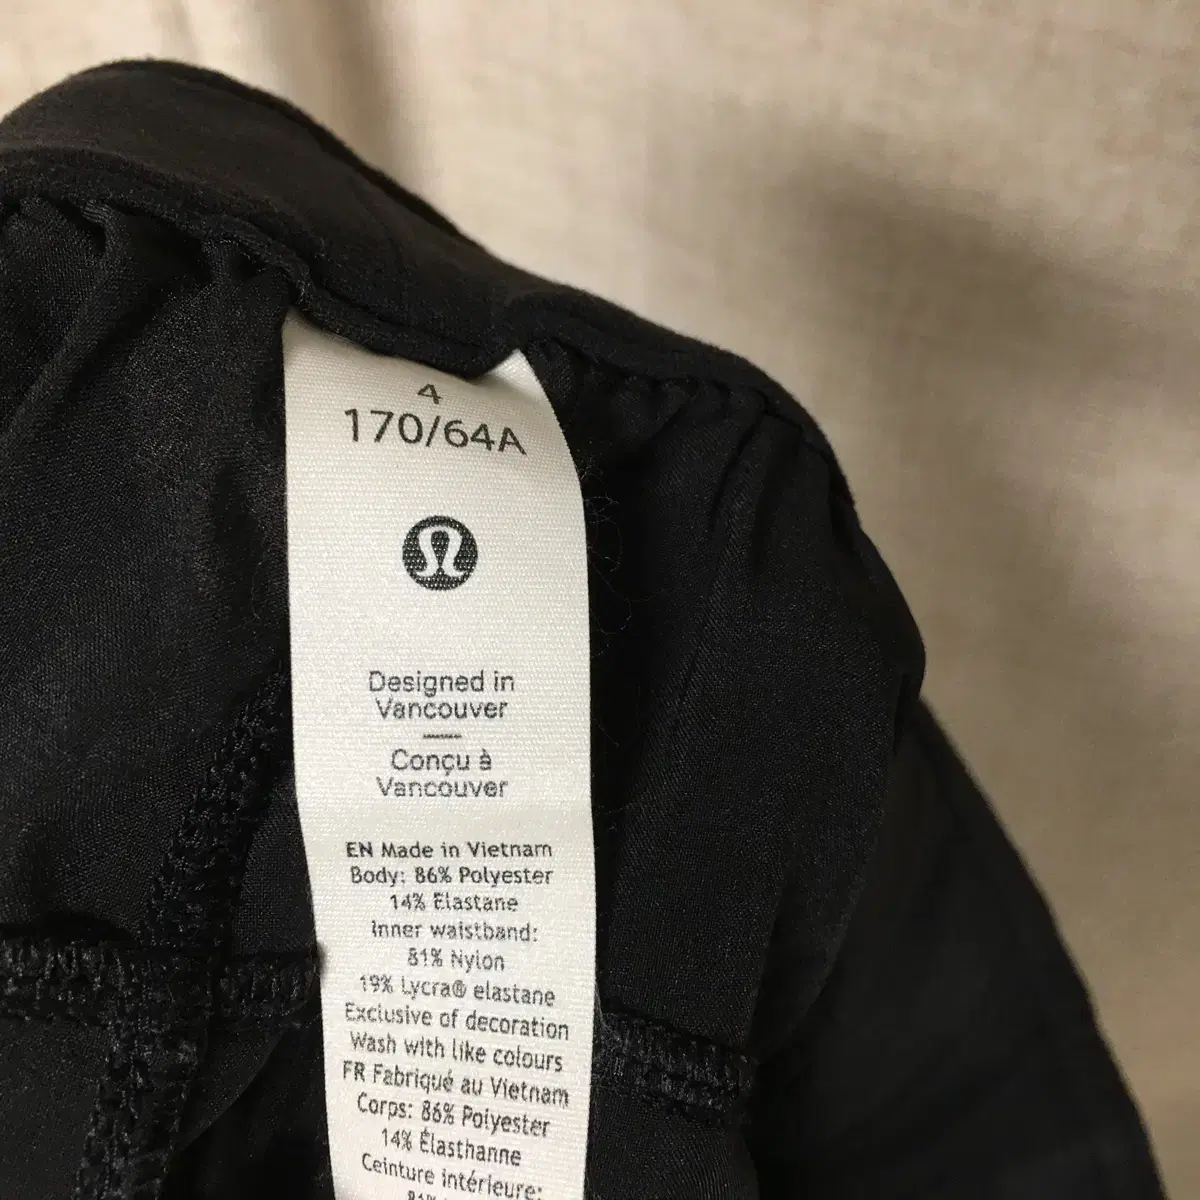 4
170/64A
Designed in
Vancouver
Conçu à
Vancouver
EN Made in Vietnam
Body: 86% Polyester
14% Elastane
Inner waistband:
81% Nylon
19% Lycra® elastane
Exclusive of decoration
Wash with like colours
FR Fabriqué au Vietnam
Corps: 86% Polyester
14% Élasthanne
Ceinture intérieure:
81%